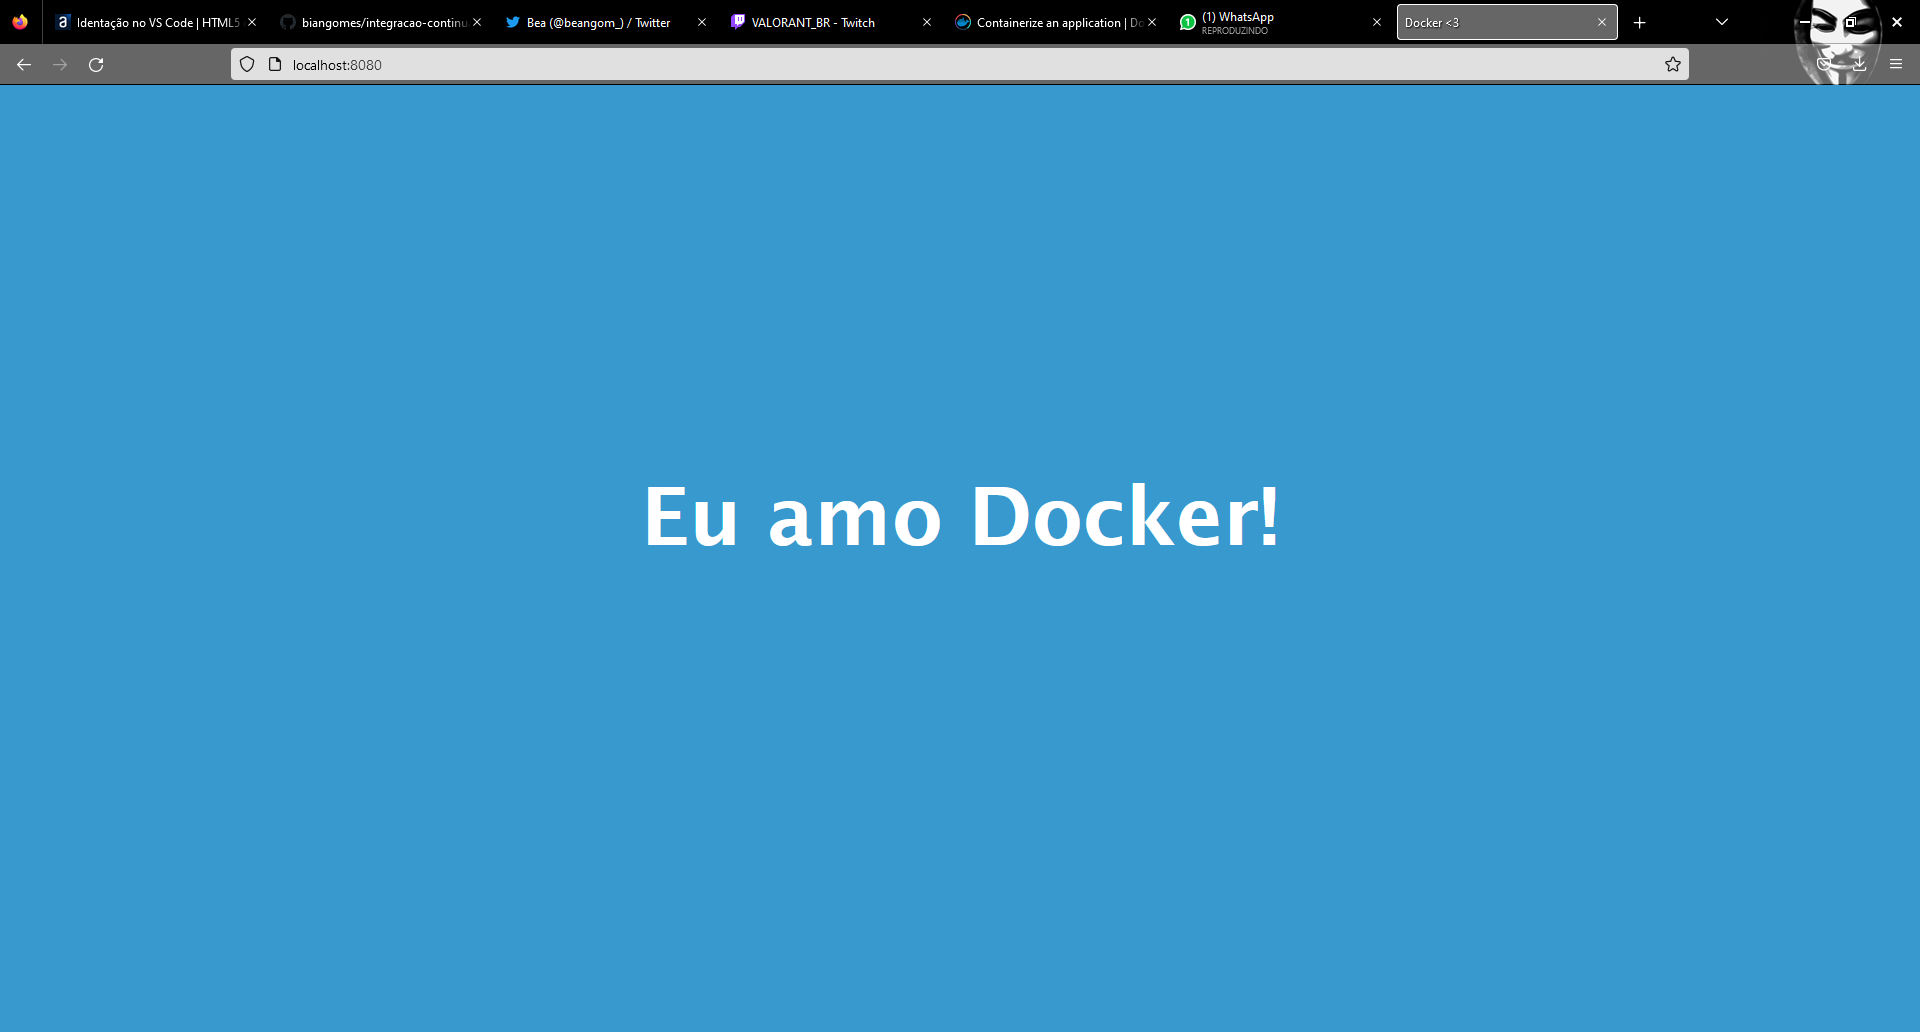 Identação no VS Code | HTML5
biangomes/integracao-continu
Bea (@beangom_) / Twitter
VALORANT_BR - Twitch
Containerize an application | Do
(1) WhatsApp
REPRODUZINDO
Docker <3
localhost:8080
Eu amo Docker!